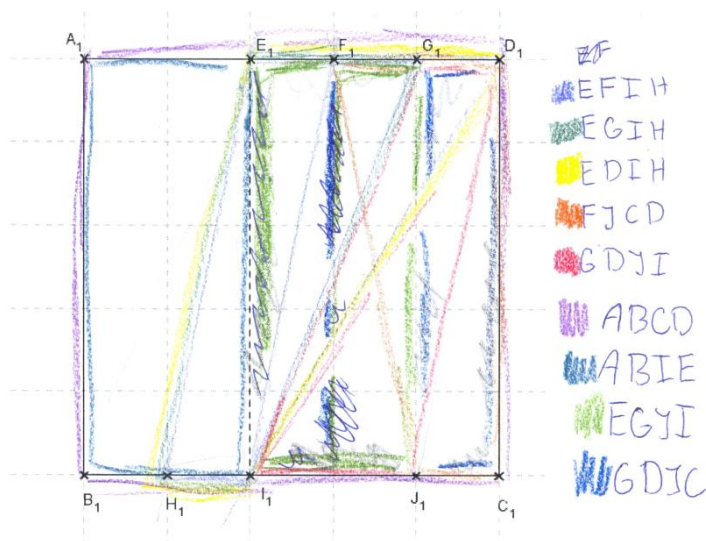 A1 E1 F1 G1 D1
EFIH
EGIH
EDIH
FJCD
GDJI
ABCD
ABIE
EGJI
GDJC
B1 H1 I1 J1 C1